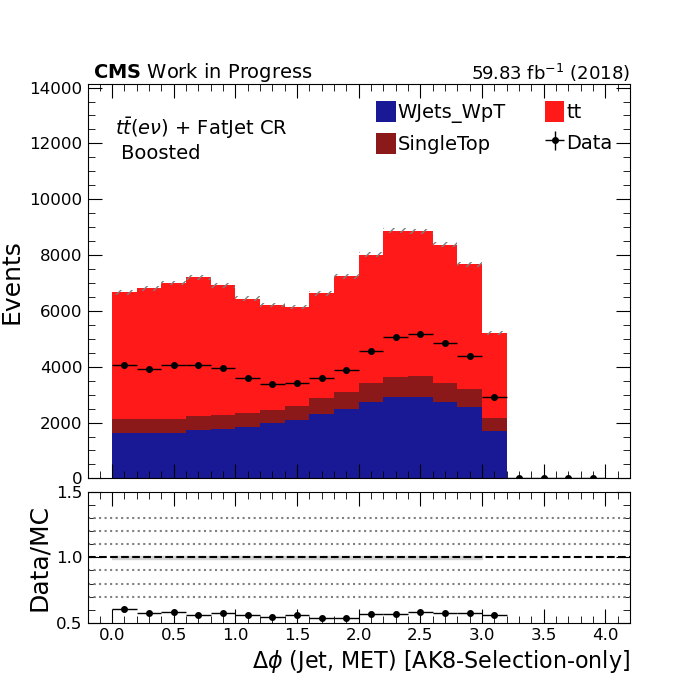 CMS Work in Progress 59.83 fb⁻¹ (2018)
14000
12000
10000
8000
6000
4000
2000
0
Events
tt̄(eν) + FatJet CR
Boosted
WJets_WpT tt
SingleTop Data
1.5
1.0
0.5
Data/MC
0.0 0.5 1.0 1.5 2.0 2.5 3.0 3.5 4.0
Δϕ (Jet, MET) [AK8-Selection-only]